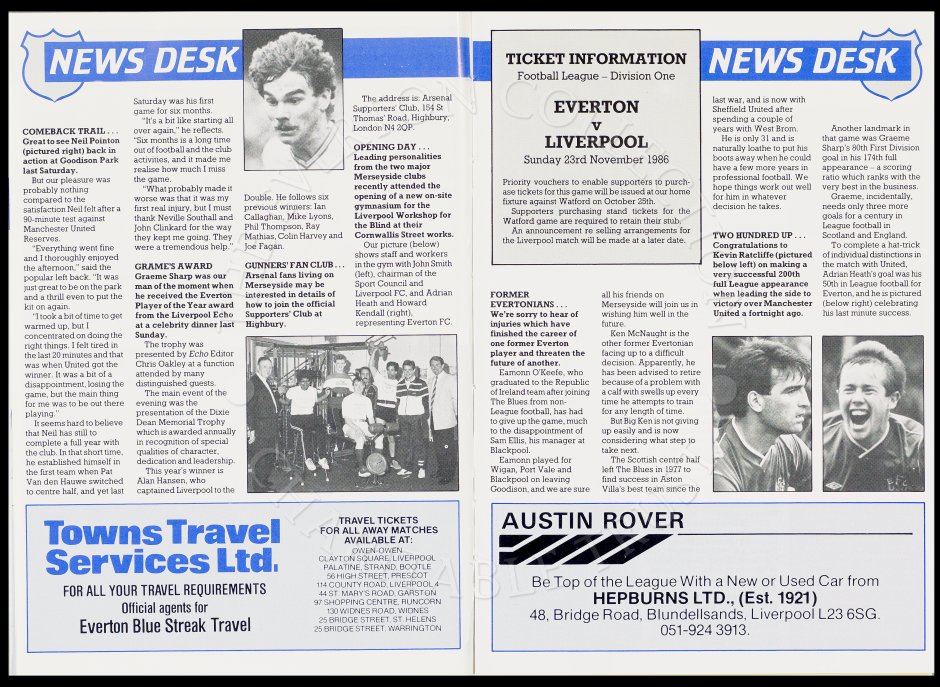 NEWS DESK
COMEBACK TRAIL . . .
Great to see Neil Pointon
(pictured right) back in
action at Goodison Park
last Saturday.
But our pleasure was
probably nothing
compared to the
satisfaction Neil felt after a
90-minute test against
Manchester United
Reserves.
"Everything went fine
and I thoroughly enjoyed
the afternoon," said the
popular left back. "It was
just great to be on the park
and a thrill even to put the
kit on again.
"I took a bit of time to get
warmed up, but I
concentrated on doing the
right things. I felt tired in
the last 20 minutes and that
was when United got the
winner. It was a bit of a
disappointment, losing the
game, but the main thing
for me was to be out there
playing."
It seems hard to believe
that Neil has still to
complete a full year with
the club. In that short time,
he established himself in
the first team when Pat
Van den Hauwe switched
to centre half, and yet last
Saturday was his first
game for six months.
"It's a bit like starting all
over again," he reflects.
"Six months is a long time
out of football and the club
activities, and it made me
realise how much I miss
the game.
"What probably made it
worse was that it was my
first real injury, but I must
thank Neville Southall and
John Clinkard for the way
they kept me going. They
were a tremendous help."
GRAME'S AWARD
Graeme Sharp was our
man of the moment when
he received the Everton
Player of the Year award
from the Liverpool Echo
at a celebrity dinner last
Sunday.
The trophy was
presented by Echo Editor
Chris Oakley at a function
attended by many
distinguished guests.
The main event of the
evening was the
presentation of the Dixie
Dean Memorial Trophy
which is awarded annually
in recognition of special
qualities of character,
dedication and leadership.
This year's winner is
Alan Hansen, who
captained Liverpool to the
Double. He follows six
previous winners: Ian
Callaghan, Mike Lyons,
Phil Thompson, Ray
Mathias, Colin Harvey and
Joe Fagan.
GUNNERS' FAN CLUB . . .
Arsenal fans living on
Merseyside may be
interested in details of
how to join the official
Supporters' Club at
Highbury.
The address is: Arsenal
Supporters' Club, 154 St
Thomas' Road, Highbury,
London N4 2QP.
OPENING DAY . . .
Leading personalities
from the two major
Merseyside clubs
recently attended the
opening of a new on-site
gymnasium for the
Liverpool Workshop for
the Blind at their
Cornwallis Street works.
Our picture (below)
shows staff and workers
in the gym with John Smith
(left), chairman of the
Sport Council and
Liverpool FC, and Adrian
Heath and Howard
Kendall (right),
representing Everton FC.
Towns Travel
Services Ltd.
FOR ALL YOUR TRAVEL REQUIREMENTS
Official agents for
Everton Blue Streak Travel
TRAVEL TICKETS
FOR ALL AWAY MATCHES
AVAILABLE AT:
OWEN-OWEN
CLAYTON SQUARE, LIVERPOOL
PALATINE, STRAND, BOOTLE
56 HIGH STREET, PRESCOT
114 COUNTY ROAD, LIVERPOOL 4
44 ST. MARY'S ROAD, GARSTON
97 SHOPPING CENTRE, RUNCORN
130 WIDNES ROAD, WIDNES
25 BRIDGE STREET, ST. HELENS
25 BRIDGE STREET, WARRINGTON
TICKET INFORMATION
Football League – Division One
EVERTON
v
LIVERPOOL
Sunday 23rd November 1986
Priority vouchers to enable supporters to purch-
ase tickets for this game will be issued at our home
fixture against Watford on October 25th.
Supporters purchasing stand tickets for the
Watford game are required to retain their stub.
An announcement re selling arrangements for
the Liverpool match will be made at a later date.
NEWS DESK
FORMER
EVERTONIANS . . .
We're sorry to hear of
injuries which have
finished the career of
one former Everton
player and threaten the
future of another.
Eamonn O'Keefe, who
graduated to the Republic
of Ireland team after joining
The Blues from non-
League football, has had
to give up the game, much
to the disappointment of
Sam Ellis, his manager at
Blackpool.
Eamonn played for
Wigan, Port Vale and
Blackpool on leaving
Goodison, and we are sure
all his friends on
Merseyside will join us in
wishing him well in the
future.
Ken McNaught is the
other former Evertonian
facing up to a difficult
decision. Apparently, he
has been advised to retire
because of a problem with
a calf with swells up every
time he attempts to train
for any length of time.
But Big Ken is not giving
up easily and is now
considering what step to
take next.
The Scottish centre half
left The Blues in 1977 to
find success in Aston
Villa's best team since the
last war, and is now with
Sheffield United after
spending a couple of
years with West Brom.
He is only 31 and is
naturally loathe to put his
boots away when he could
have a few more years in
professional football. We
hope things work out well
for him in whatever
decision he takes.
TWO HUNDRED UP . . .
Congratulations to
Kevin Ratcliffe (pictured
below left) on making a
very successful 200th
full League appearance
when leading the side to
victory over Manchester
United a fortnight ago.
Another landmark in
that game was Graeme
Sharp's 80th First Division
goal in his 174th full
appearance – a scoring
ratio which ranks with the
very best in the business.
Graeme, incidentally,
needs only three more
goals for a century in
League football in
Scotland and England.
To complete a hat-trick
of individual distinctions in
the match with United,
Adrian Heath's goal was his
50th in League football for
Everton, and he is pictured
(below right) celebrating
his last minute success.
AUSTIN ROVER
Be Top of the League With a New or Used Car from
HEPBURNS LTD., (Est. 1921)
48, Bridge Road, Blundellsands, Liverpool L23 6SG.
051-924 3913.